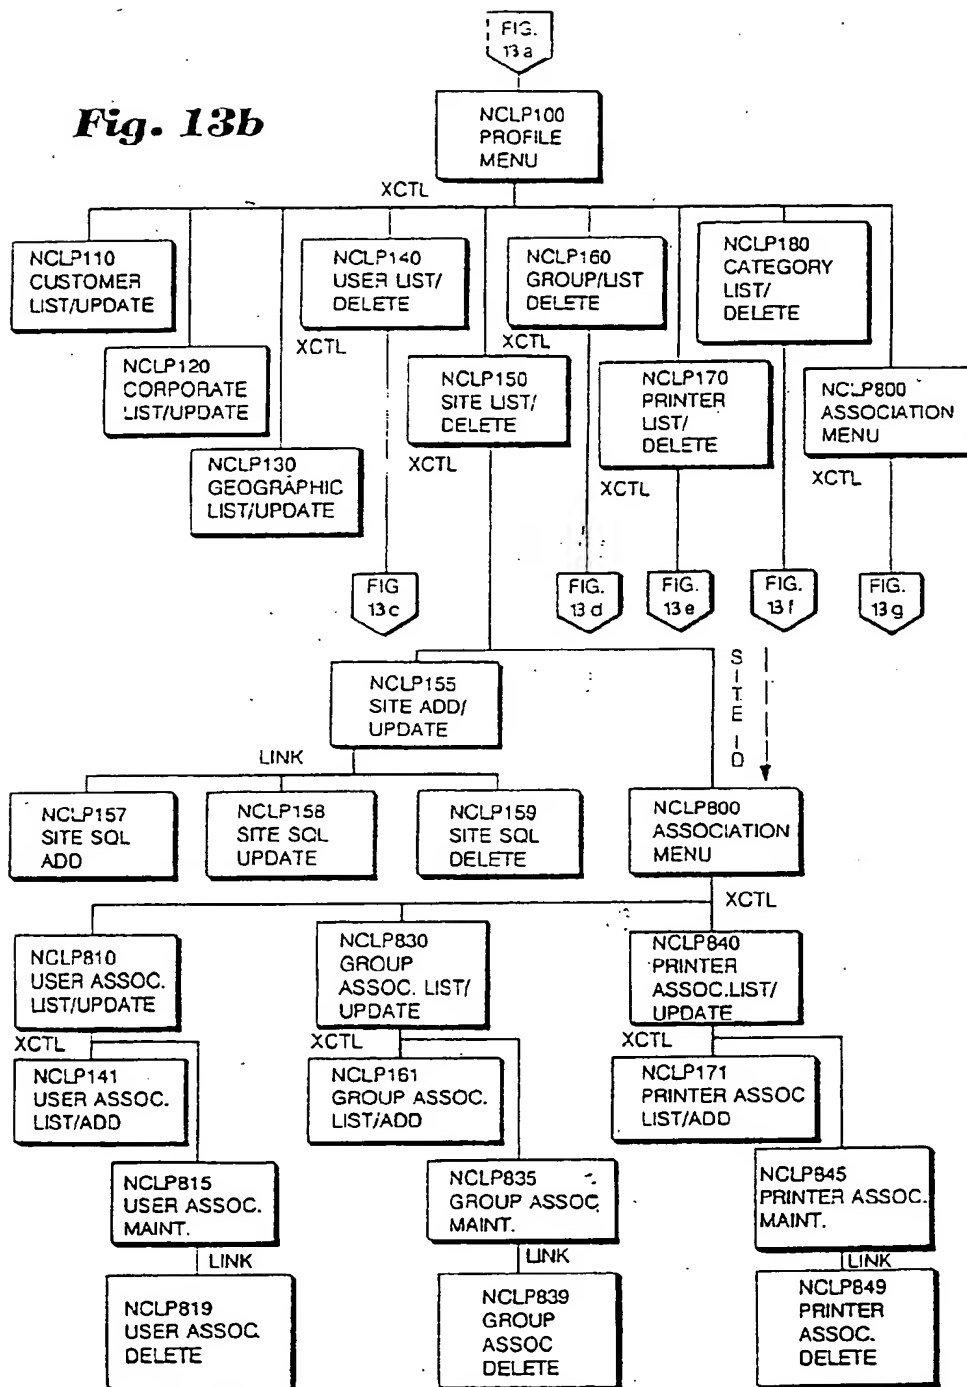 FIG.
13a
Fig. 13b
NCLP100
PROFILE
MENU
XCTL
NCLP110
CUSTOMER
LIST/UPDATE
NCLP140
USER LIST/
DELETE
NCLP160
GROUP/LIST
DELETE
NCLP180
CATEGORY
LIST/
DELETE
XCTL
XCTL
NCLP120
CORPORATE
LIST/UPDATE
NCLP150
SITE LIST/
DELETE
NCLP170
PRINTER
LIST/
DELETE
NCLP800
ASSOCIATION
MENU
XCTL
NCLP130
GEOGRAPHIC
LIST/UPDATE
XCTL
XCTL
FIG
13c
FIG.
13d
FIG.
13e
FIG.
13f
FIG.
13g
NCLP155
SITE ADD/
UPDATE
SITE ID
LINK
NCLP157
SITE SQL
ADD
NCLP158
SITE SQL
UPDATE
NCLP159
SITE SQL
DELETE
NCLP800
ASSOCIATION
MENU
XCTL
NCLP810
USER ASSOC.
LIST/UPDATE
NCLP830
GROUP
ASSOC. LIST/
UPDATE
NCLP840
PRINTER
ASSOC.LIST/
UPDATE
XCTL
XCTL
XCTL
NCLP141
USER ASSOC.
LIST/ADD
NCLP161
GROUP ASSOC.
LIST/ADD
NCLP171
PRINTER ASSOC
LIST/ADD
NCLP815
USER ASSOC.
MAINT.
NCLP835
GROUP ASSOC.
MAINT.
NCLP845
PRINTER ASSOC.
MAINT.
LINK
LINK
LINK
NCLP819
USER ASSOC.
DELETE
NCLP839
GROUP
ASSOC
DELETE
NCLP849
PRINTER
ASSOC.
DELETE